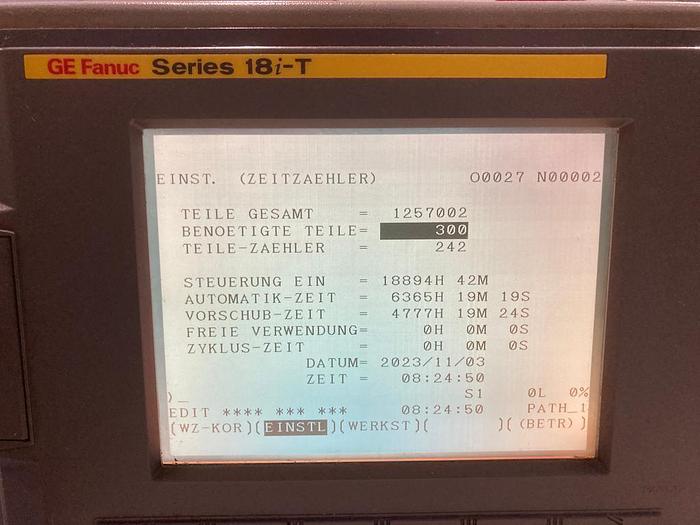 GE Fanuc Series 18i-T
EINST. (ZEITZAEHLER) O0027 N00002
TEILE GESAMT = 1257002
BENOETIGTE TEILE= 300
TEILE-ZAEHLER = 242
STEUERUNG EIN = 18894H 42M
AUTOMATIK-ZEIT = 6365H 19M 19S
VORSCHUB-ZEIT = 4777H 19M 24S
FREIE VERWENDUNG= 0H 0M 0S
ZYKLUS-ZEIT = 0H 0M 0S
DATUM= 2023/11/03
ZEIT = 08:24:50
S1 0L 0%
)_
EDIT **** *** *** 08:24:50 PATH_1
(WZ-KOR)(EINSTL)(WERKST)( )((BETR))